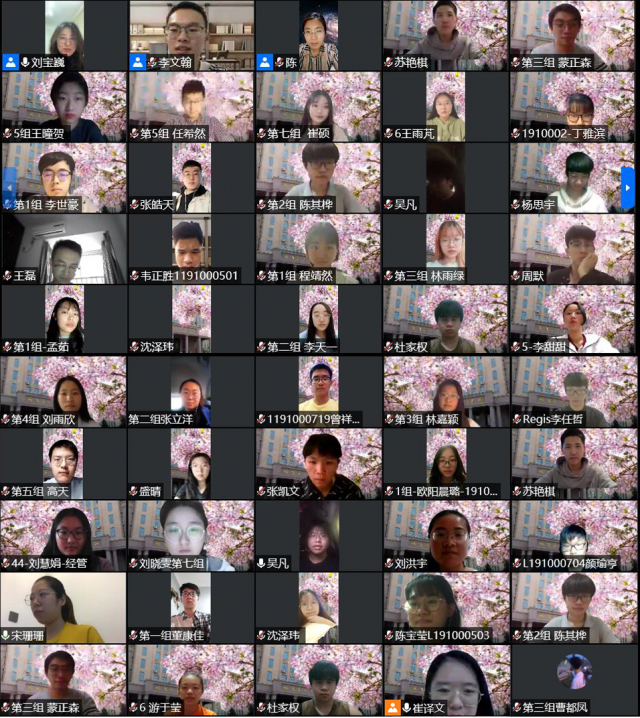 刘宝巍
李文翰
陈
苏艳棋
第三组 蒙正森
5组王瞳贺
第5组 任希然
第七组 崔硕
6王雨芃
1910002-丁雅滨
第1组 李世豪
张皓天
第2组 陈其桦
吴凡
杨思宇
王磊
韦正胜1191000501
第1组 程靖然
第三组 林雨绿
周默
第1组-孟茹
沈泽玮
第二组 李天一
杜家权
5-李甜甜
第4组 刘雨欣
第二组张立洋
1191000719曾祥...
第3组 林嘉颖
Regis李任哲
第五组 高天
盛晴
张凯文
1组-欧阳晨璐-1910...
苏艳棋
44-刘慧娟-经管
刘晓雯第七组
吴凡
刘洪宇
L191000704颜瑜亨
宋珊珊
第一组董康佳
沈泽玮
陈宝莹L191000503
第2组 陈其桦
第三组 蒙正森
6 游于莹
杜家权
崔译文
第三组曹都凤